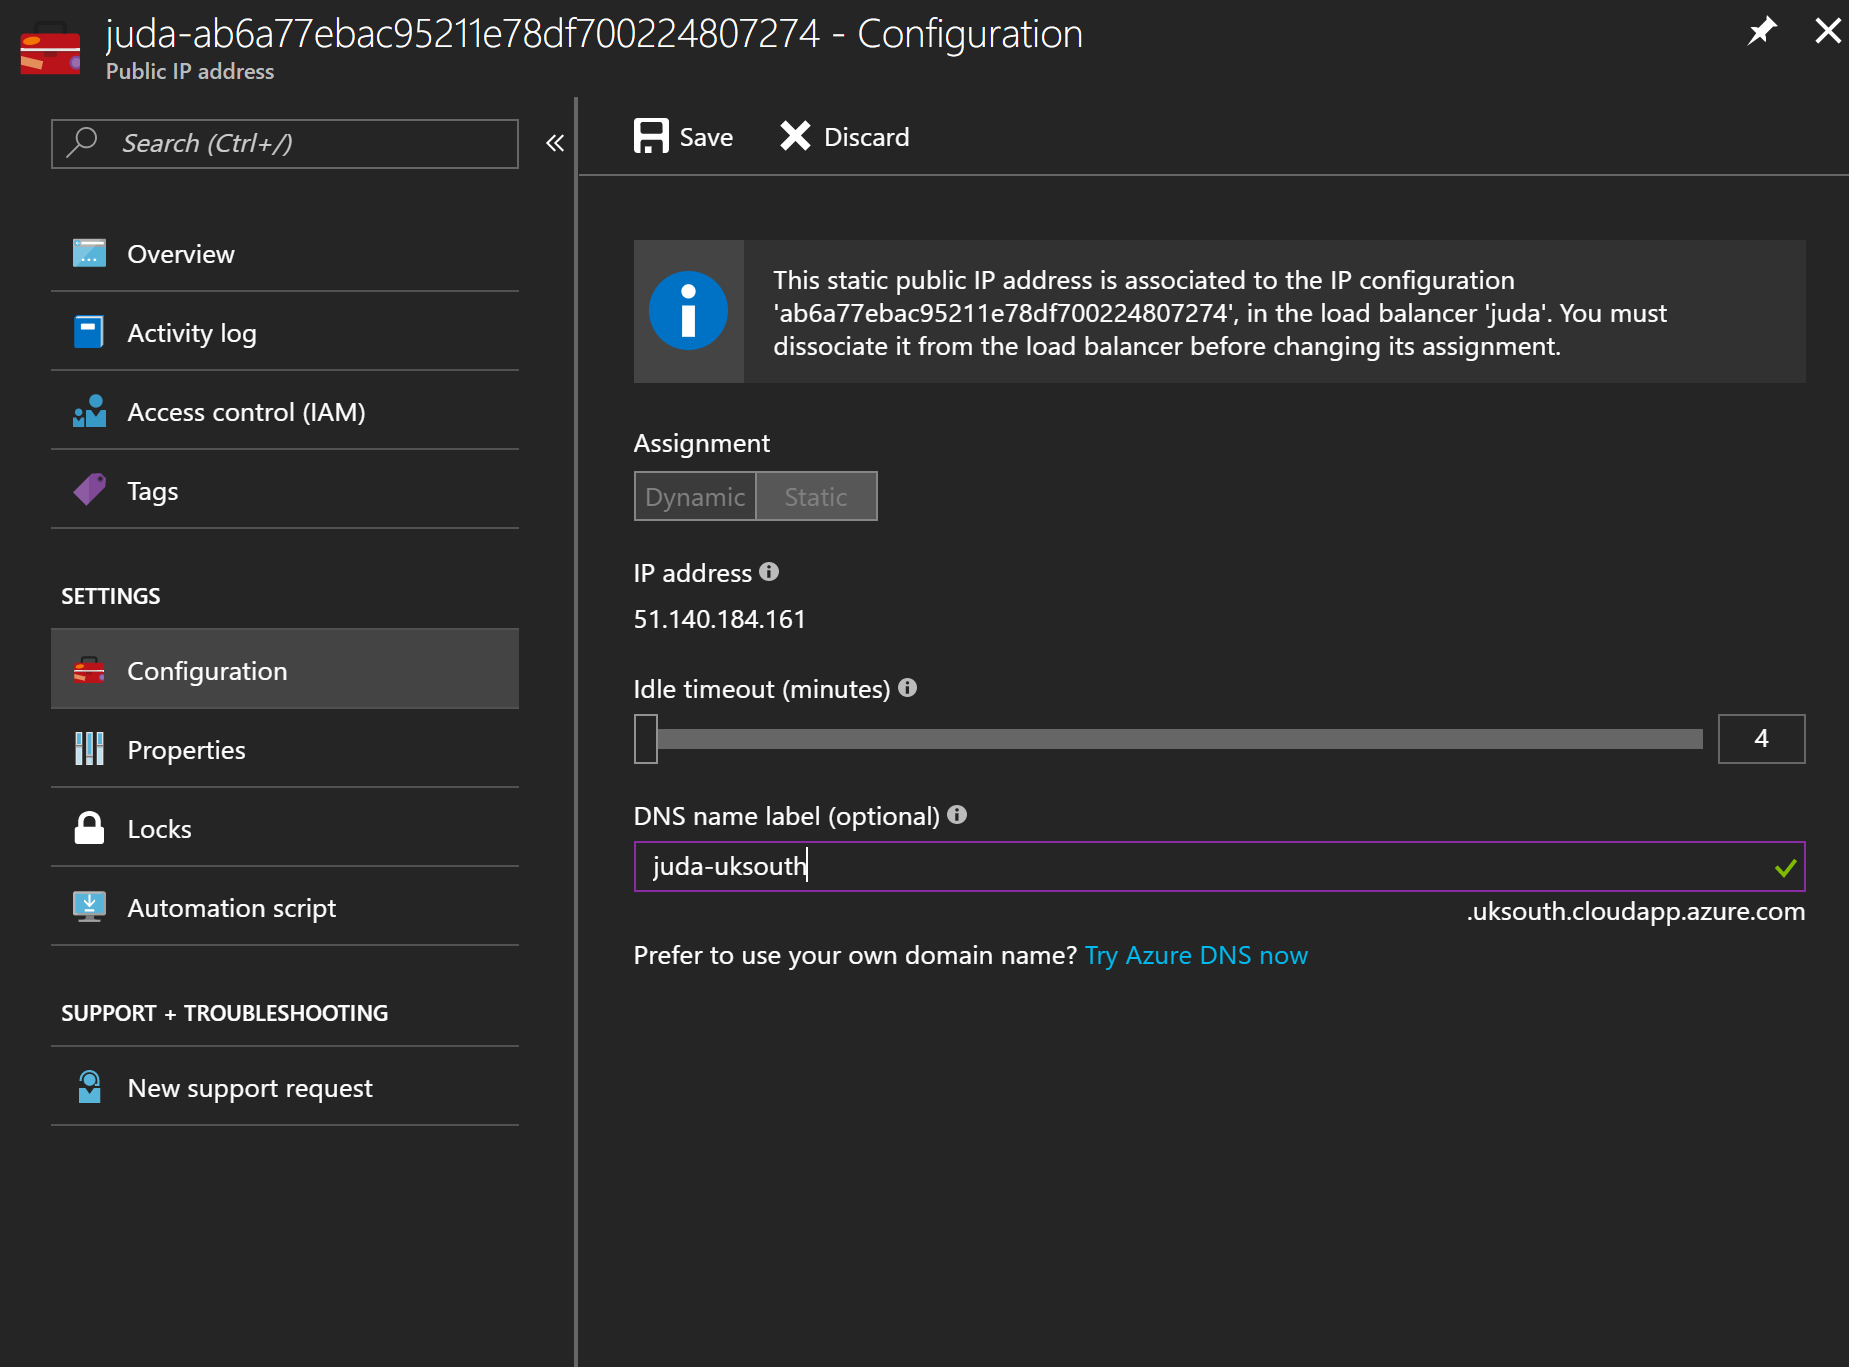 juda-ab6a77ebac95211e78df700224807274 - Configuration
Public IP address
Search (Ctrl+/)
Overview
Activity log
Access control (IAM)
Tags
SETTINGS
Configuration
Properties
Locks
Automation script
SUPPORT + TROUBLESHOOTING
New support request
Save
Discard
This static public IP address is associated to the IP configuration
'ab6a77ebac95211e78df700224807274', in the load balancer 'juda'. You must
dissociate it from the load balancer before changing its assignment.
Assignment
Dynamic Static
IP address
51.140.184.161
Idle timeout (minutes)
4
DNS name label (optional)
juda-uksouth
.uksouth.cloudapp.azure.com
Prefer to use your own domain name? Try Azure DNS now